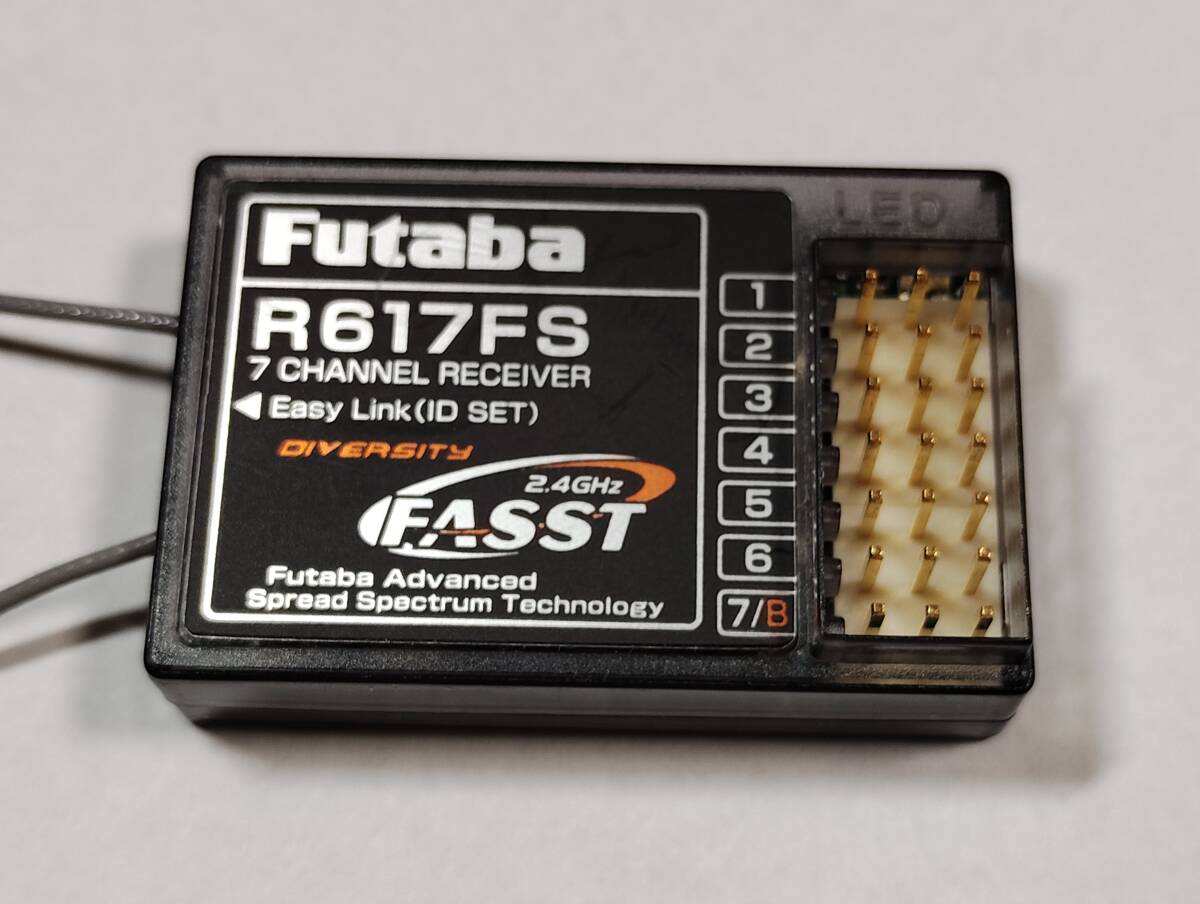 Futaba
R617FS
7 CHANNEL RECEIVER
Easy Link(ID SET)
DIVERSITY
2.4GHz
FASST
Futaba Advanced
Spread Spectrum Technology
LED
1
2
3
4
5
6
7/B